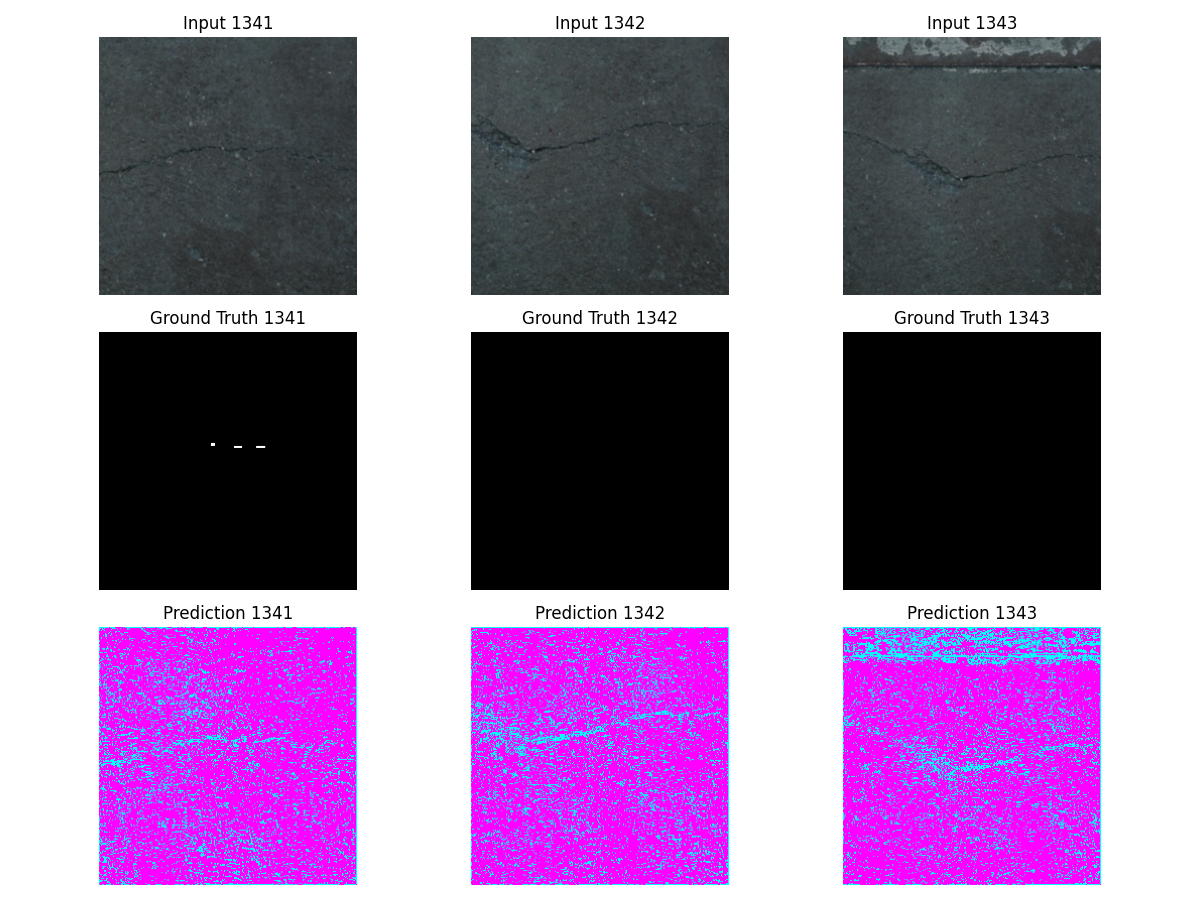 Input 1341
Input 1342
Input 1343
Ground Truth 1341
Ground Truth 1342
Ground Truth 1343
Prediction 1341
Prediction 1342
Prediction 1343